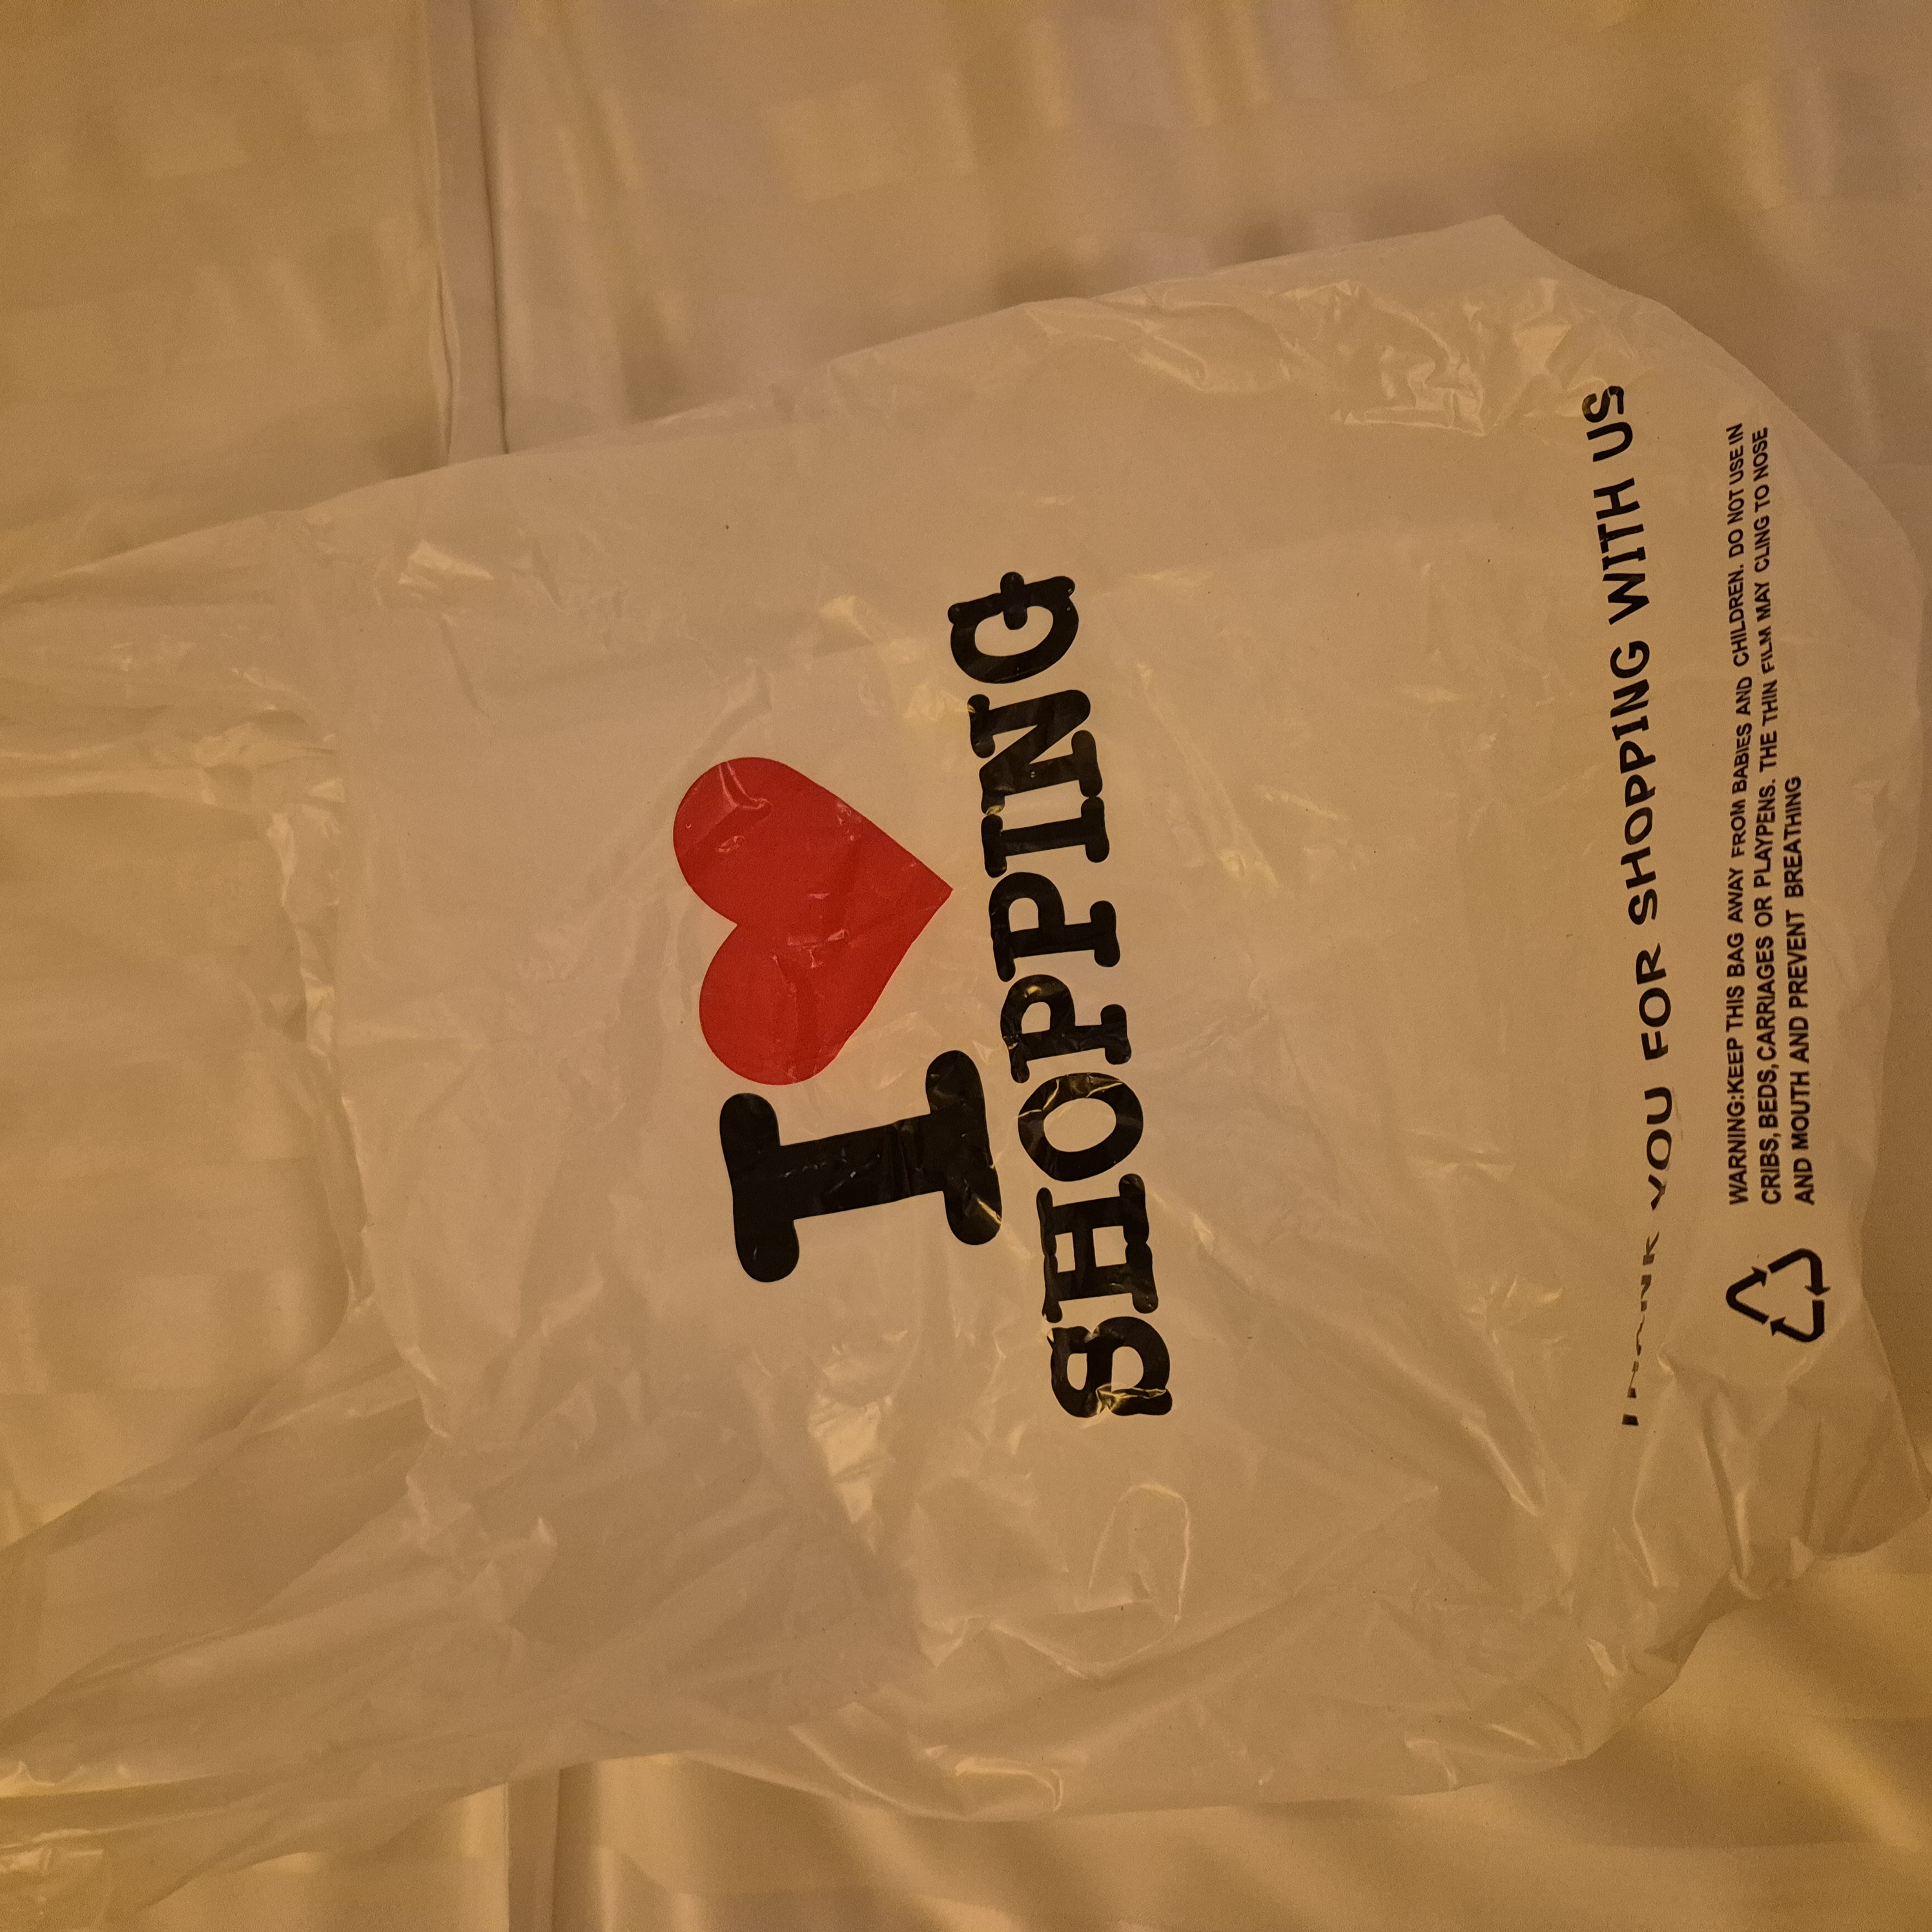 I
SHOPPING
THANK YOU FOR SHOPPING WITH US
WARNING:KEEP THIS BAG AWAY FROM BABIES AND CHILDREN. DO NOT USE IN
CRIBS, BEDS, CARRIAGES OR PLAYPENS. THE THIN FILM MAY CLING TO NOSE
AND MOUTH AND PREVENT BREATHING